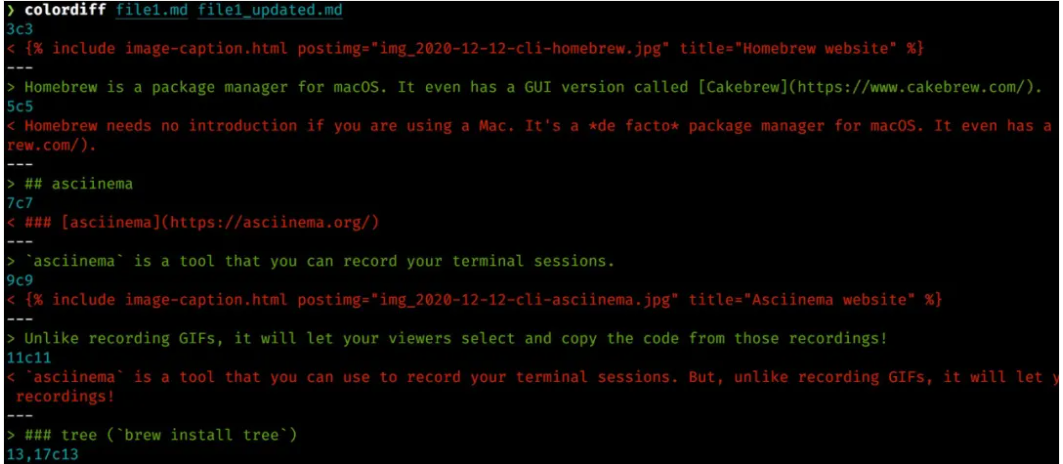 ❯ colordiff file1.md file1_updated.md
3c3
< {% include image-caption.html postimg="img_2020-12-12-cli-homebrew.jpg" title="Homebrew website" %}
---
> Homebrew is a package manager for macOS. It even has a GUI version called [Cakebrew](https://www.cakebrew.com/).
5c5
< Homebrew needs no introduction if you are using a Mac. It's a *de facto* package manager for macOS. It even has a
rew.com/).
---
> ## asciinema
7c7
< ### [asciinema](https://asciinema.org/)
---
> `asciinema` is a tool that you can record your terminal sessions.
9c9
< {% include image-caption.html postimg="img_2020-12-12-cli-asciinema.jpg" title="Asciinema website" %}
---
> Unlike recording GIFs, it will let your viewers select and copy the code from those recordings!
11c11
< `asciinema` is a tool that you can use to record your terminal sessions. But, unlike recording GIFs, it will let y
recordings!
---
> ### tree (`brew install tree`)
13,17c13